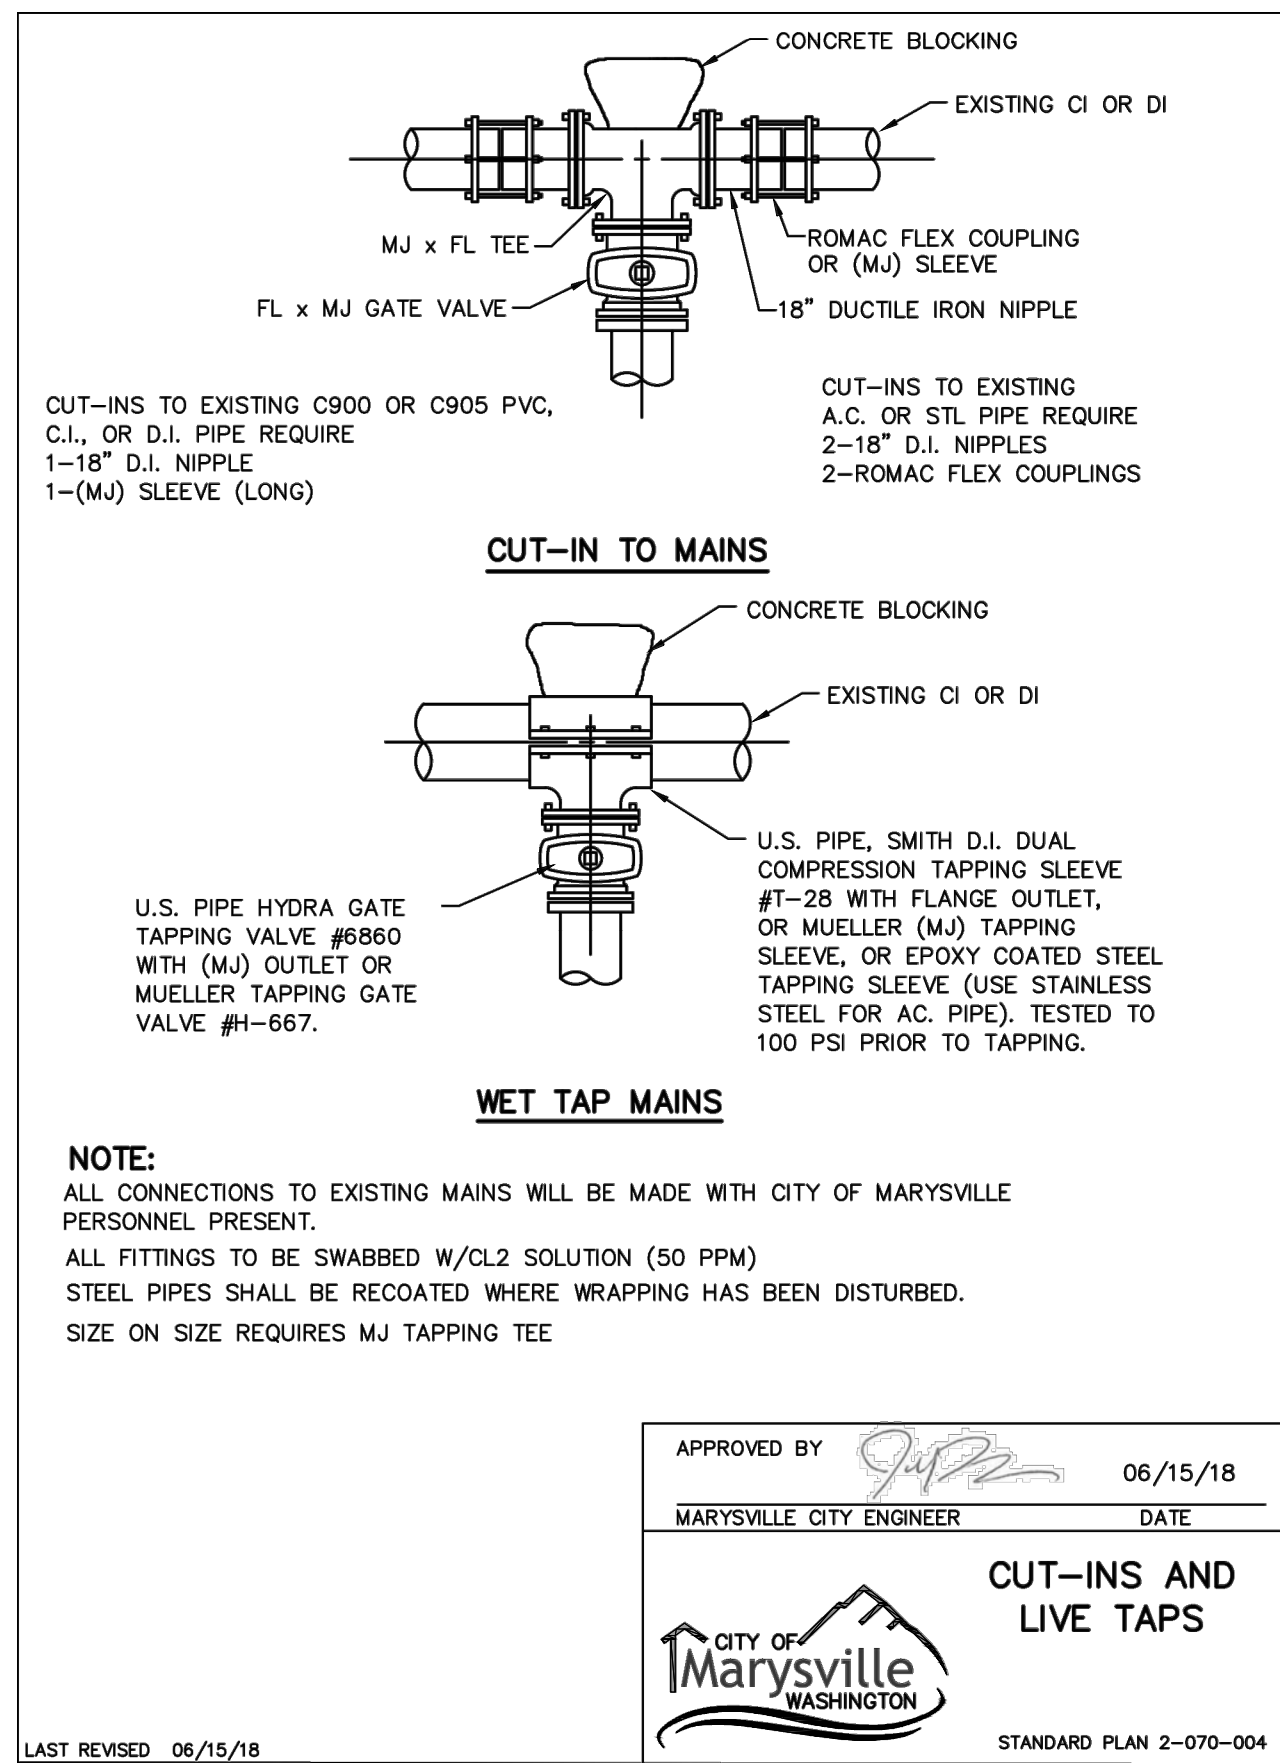 CONCRETE BLOCKING
EXISTING CI OR DI
MJ x FL TEE
ROMAC FLEX COUPLING
OR (MJ) SLEEVE
FL x MJ GATE VALVE
18" DUCTILE IRON NIPPLE
CUT-INS TO EXISTING C900 OR C905 PVC,
C.I., OR D.I. PIPE REQUIRE
1-18" D.I. NIPPLE
1-(MJ) SLEEVE (LONG)
CUT-INS TO EXISTING
A.C. OR STL PIPE REQUIRE
2-18" D.I. NIPPLES
2-ROMAC FLEX COUPLINGS
CUT-IN TO MAINS
CONCRETE BLOCKING
EXISTING CI OR DI
U.S. PIPE HYDRA GATE
TAPPING VALVE #6860
WITH (MJ) OUTLET OR
MUELLER TAPPING GATE
VALVE #H-667.
U.S. PIPE, SMITH D.I. DUAL
COMPRESSION TAPPING SLEEVE
#T-28 WITH FLANGE OUTLET,
OR MUELLER (MJ) TAPPING
SLEEVE, OR EPOXY COATED STEEL
TAPPING SLEEVE (USE STAINLESS
STEEL FOR AC. PIPE). TESTED TO
100 PSI PRIOR TO TAPPING.
WET TAP MAINS
NOTE:
ALL CONNECTIONS TO EXISTING MAINS WILL BE MADE WITH CITY OF MARYSVILLE
PERSONNEL PRESENT.
ALL FITTINGS TO BE SWABBED W/CL2 SOLUTION (50 PPM)
STEEL PIPES SHALL BE RECOATED WHERE WRAPPING HAS BEEN DISTURBED.
SIZE ON SIZE REQUIRES MJ TAPPING TEE
APPROVED BY
06/15/18
MARYSVILLE CITY ENGINEER DATE
CUT-INS AND
LIVE TAPS
CITY OF
Marysville
WASHINGTON
STANDARD PLAN 2-070-004
LAST REVISED 06/15/18